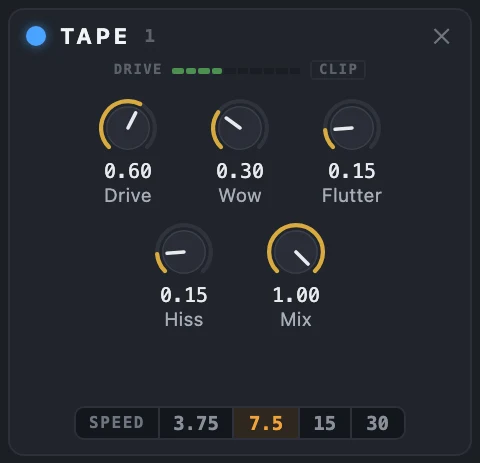 TAPE 1
DRIVE CLIP
0.60 0.30 0.15
Drive Wow Flutter
0.15 1.00
Hiss Mix
SPEED 3.75 7.5 15 30